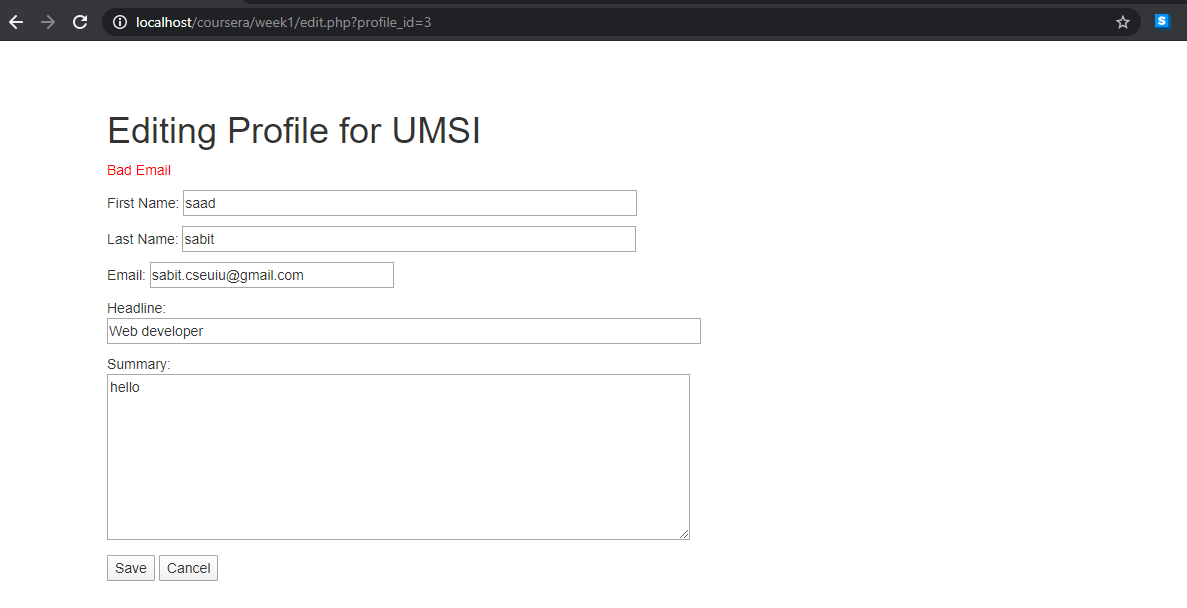 localhost/coursera/week1/edit.php?profile_id=3
S
Editing Profile for UMSI
Bad Email
First Name: saad
Last Name: sabit
Email: sabit.cseuiu@gmail.com
Headline:
Web developer
Summary:
hello
Save Cancel